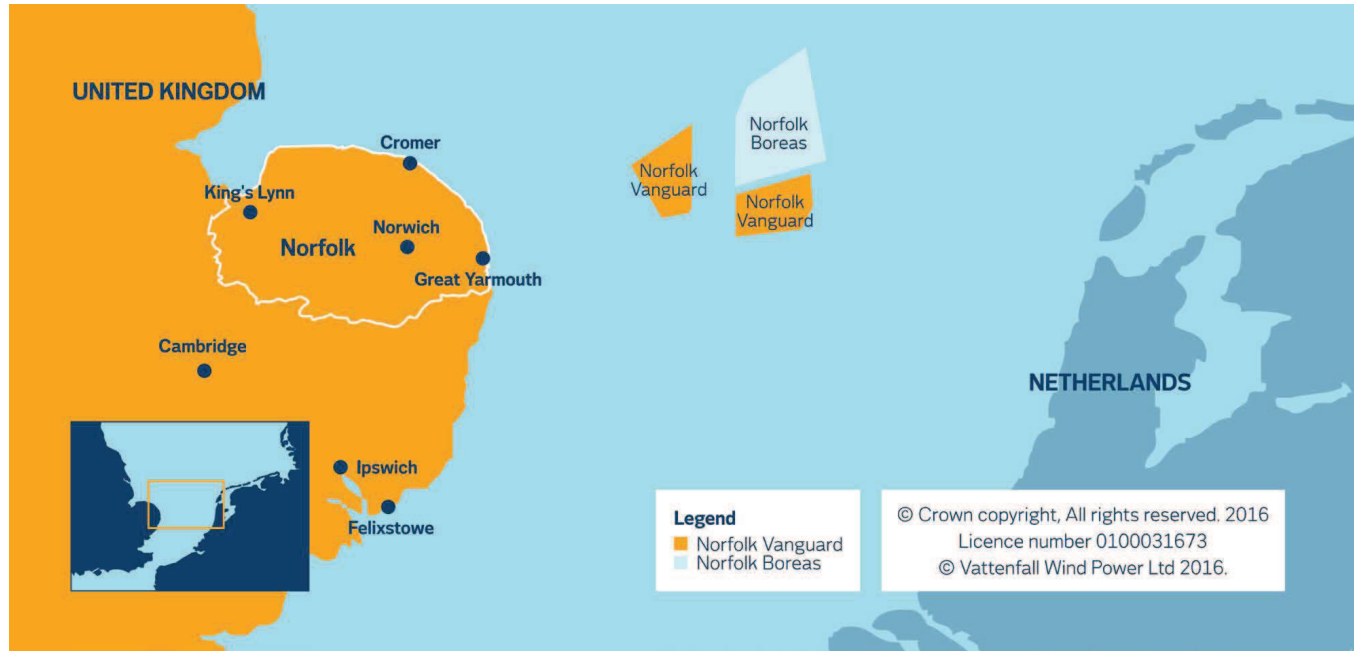 UNITED KINGDOM
Cromer
King's Lynn
Norwich
Norfolk
Great Yarmouth
Cambridge
Ipswich
Felixstowe
Norfolk
Boreas
Norfolk
Vanguard
Norfolk
Vanguard
NETHERLANDS
Legend
Norfolk Vanguard
Norfolk Boreas
© Crown copyright, All rights reserved. 2016
Licence number 0100031673
© Vattenfall Wind Power Ltd 2016.